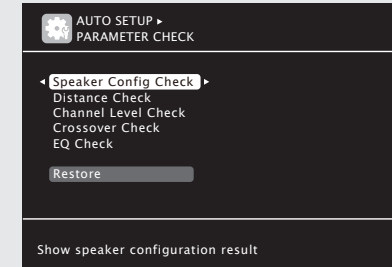 AUTO SETUP ▸
PARAMETER CHECK
◂ Speaker Config Check ▸
Distance Check
Channel Level Check
Crossover Check
EQ Check
Restore
Show speaker configuration result